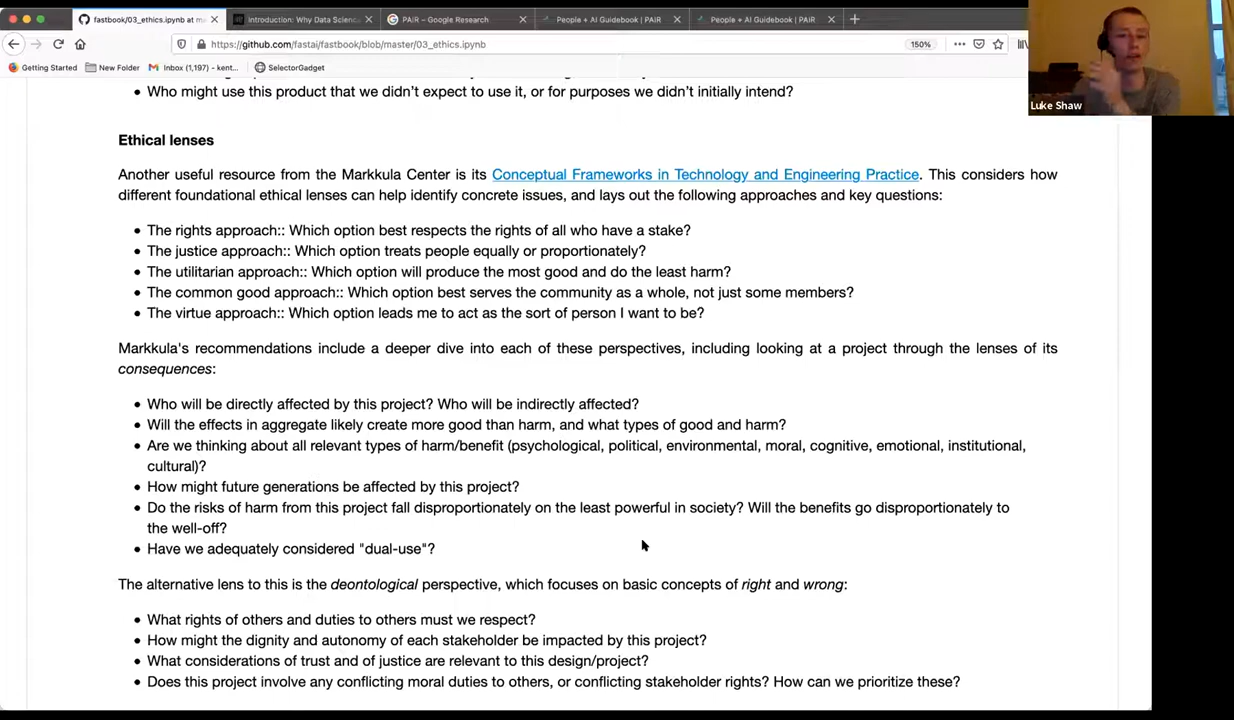 fastbook/03_ethics.ipynb at m
Introduction: Why Data Scienc
PAIR – Google Research
People + AI Guidebook | PAIR
People + AI Guidebook | PAIR
https://github.com/fastai/fastbook/blob/master/03_ethics.ipynb
150%
Getting Started
New Folder
Inbox (1,197) - kent...
SelectorGadget
• Who might use this product that we didn't expect to use it, or for purposes we didn't initially intend?
Ethical lenses
Another useful resource from the Markkula Center is its Conceptual Frameworks in Technology and Engineering Practice. This considers how
different foundational ethical lenses can help identify concrete issues, and lays out the following approaches and key questions:
• The rights approach:: Which option best respects the rights of all who have a stake?
• The justice approach:: Which option treats people equally or proportionately?
• The utilitarian approach:: Which option will produce the most good and do the least harm?
• The common good approach:: Which option best serves the community as a whole, not just some members?
• The virtue approach:: Which option leads me to act as the sort of person I want to be?
Markkula's recommendations include a deeper dive into each of these perspectives, including looking at a project through the lenses of its
consequences:
• Who will be directly affected by this project? Who will be indirectly affected?
• Will the effects in aggregate likely create more good than harm, and what types of good and harm?
• Are we thinking about all relevant types of harm/benefit (psychological, political, environmental, moral, cognitive, emotional, institutional,
cultural)?
• How might future generations be affected by this project?
• Do the risks of harm from this project fall disproportionately on the least powerful in society? Will the benefits go disproportionately to
the well-off?
• Have we adequately considered "dual-use"?
The alternative lens to this is the deontological perspective, which focuses on basic concepts of right and wrong:
• What rights of others and duties to others must we respect?
• How might the dignity and autonomy of each stakeholder be impacted by this project?
• What considerations of trust and of justice are relevant to this design/project?
• Does this project involve any conflicting moral duties to others, or conflicting stakeholder rights? How can we prioritize these?
Luke Shaw